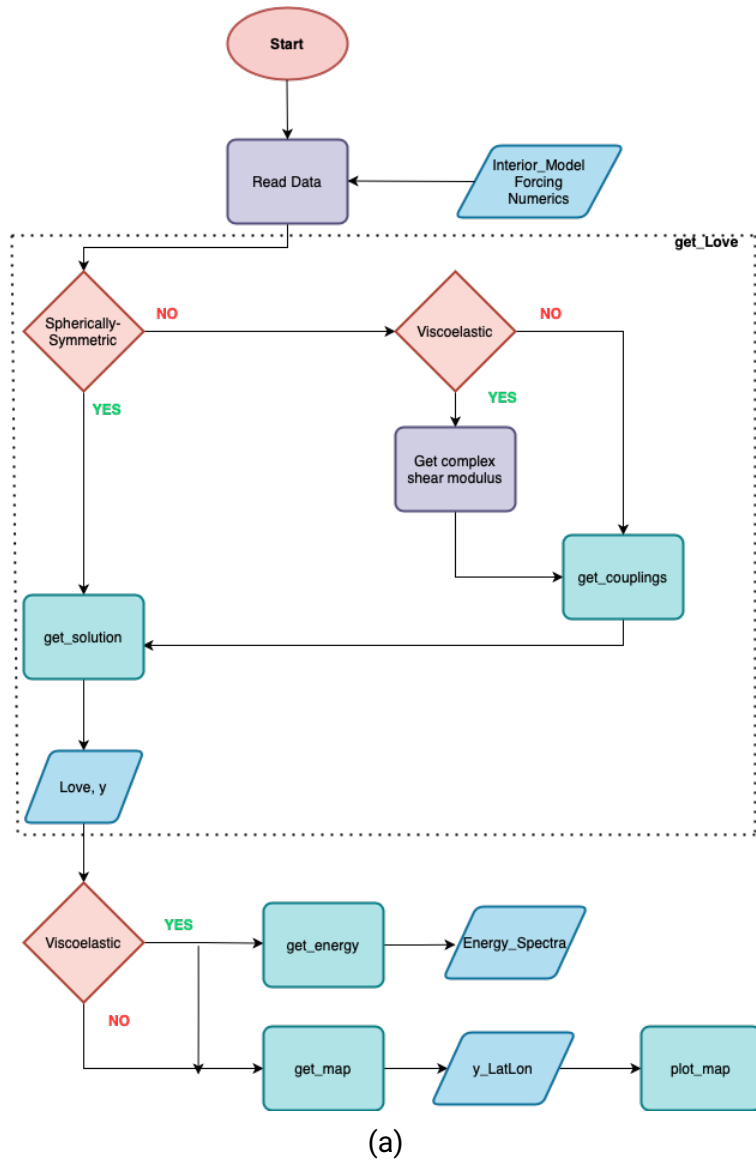 Start
Read Data
Interior_Model
Forcing
Numerics
get_Love
Spherically-
Symmetric
NO
Viscoelastic
NO
YES
YES
Get complex
shear modulus
get_couplings
get_solution
Love, y
Viscoelastic
YES
get_energy
Energy_Spectra
NO
get_map
y_LatLon
plot_map
(a)